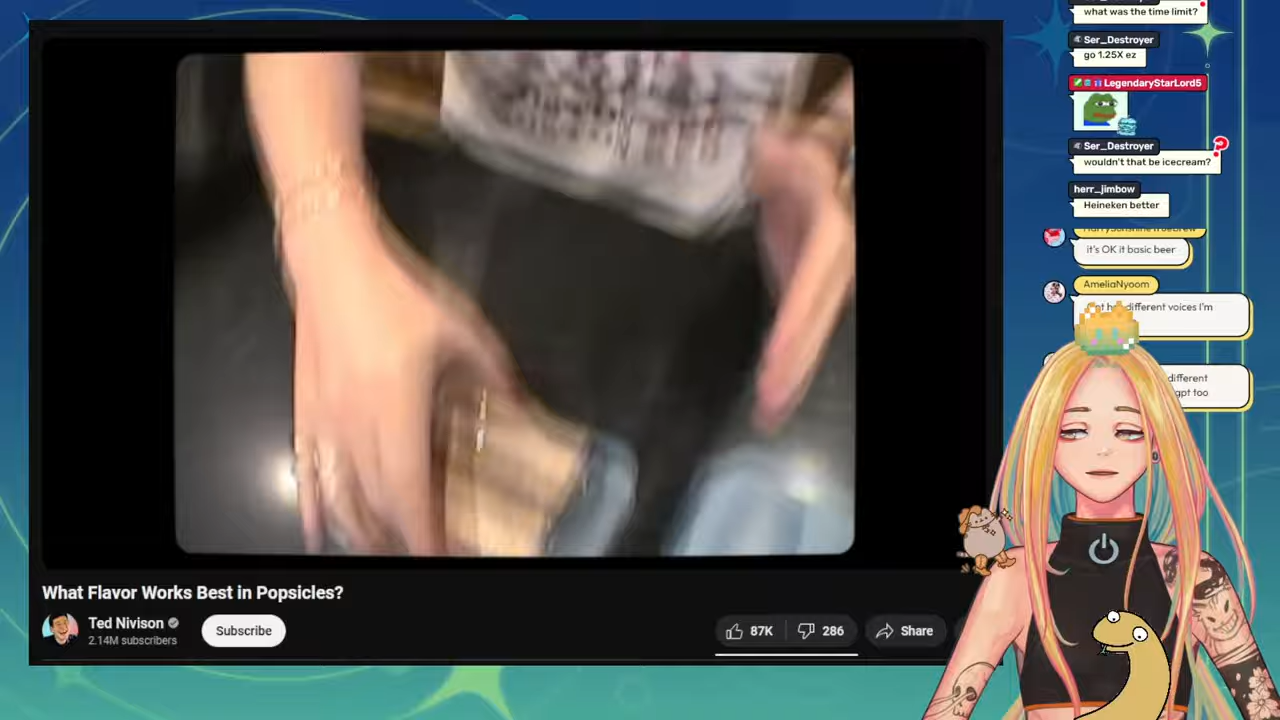 what was the time limit?
Ser_Destroyer
go 1.25X ez
LegendaryStarLord5
Ser_Destroyer
wouldn't that be icecream?
herr_jimbow
Heineken better
it's OK it basic beer
AmeliaNyoom
different voices I'm
different
gpt too
What Flavor Works Best in Popsicles?
Ted Nivison
2.14M subscribers
Subscribe
87K
286
Share